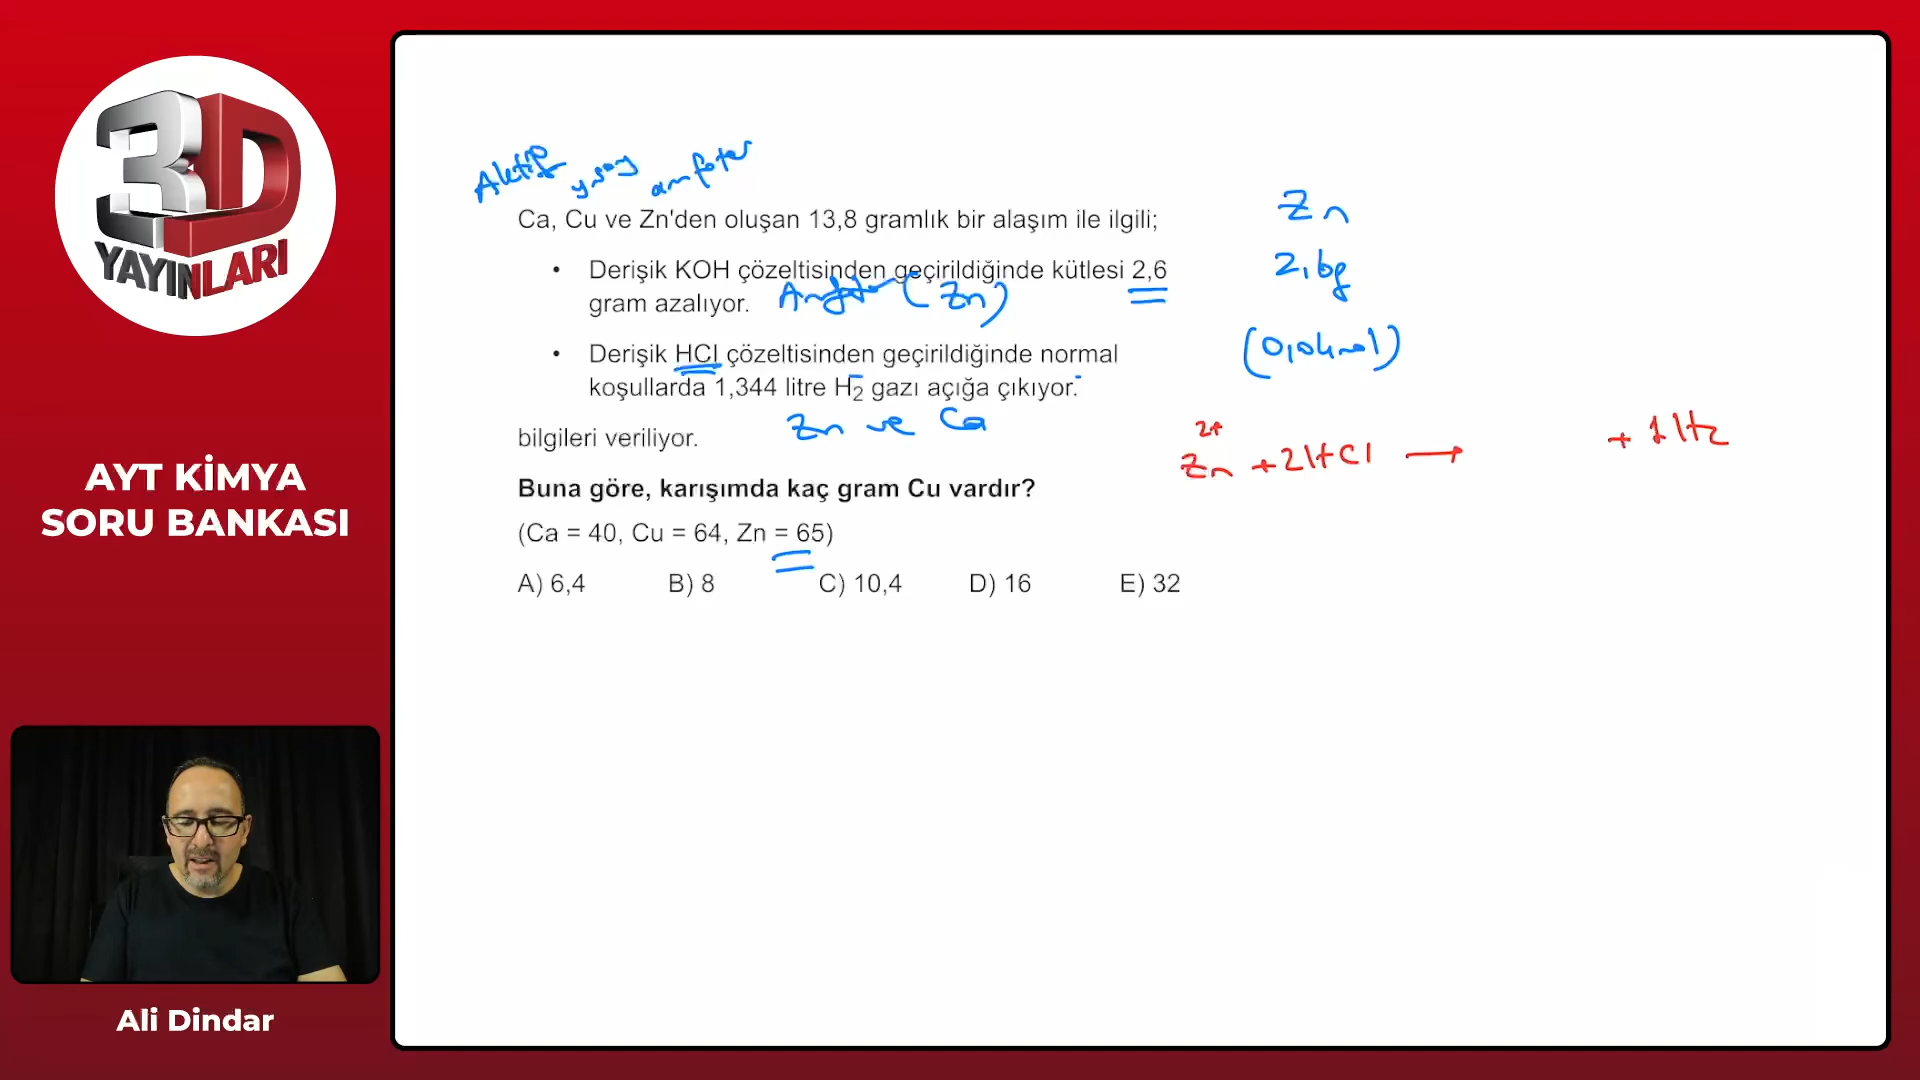 3D
YAYINLARI
AYT KİMYA
SORU BANKASI
Ali Dindar
Aktif ysoy amfoter
Ca, Cu ve Zn'den oluşan 13,8 gramlık bir alaşım ile ilgili;
• Derişik KOH çözeltisinden geçirildiğinde kütlesi 2,6
gram azalıyor. Amfoter (Zn)
• Derişik HCl çözeltisinden geçirildiğinde normal
koşullarda 1,344 litre H2 gazı açığa çıkıyor.
Zn ve Ca
bilgileri veriliyor.
Buna göre, karışımda kaç gram Cu vardır?
(Ca = 40, Cu = 64, Zn = 65)
A) 6,4 B) 8 C) 10,4 D) 16 E) 32
Zn
2,6g
(0,04mol)
2+
Zn + 2HCl → + 1H2